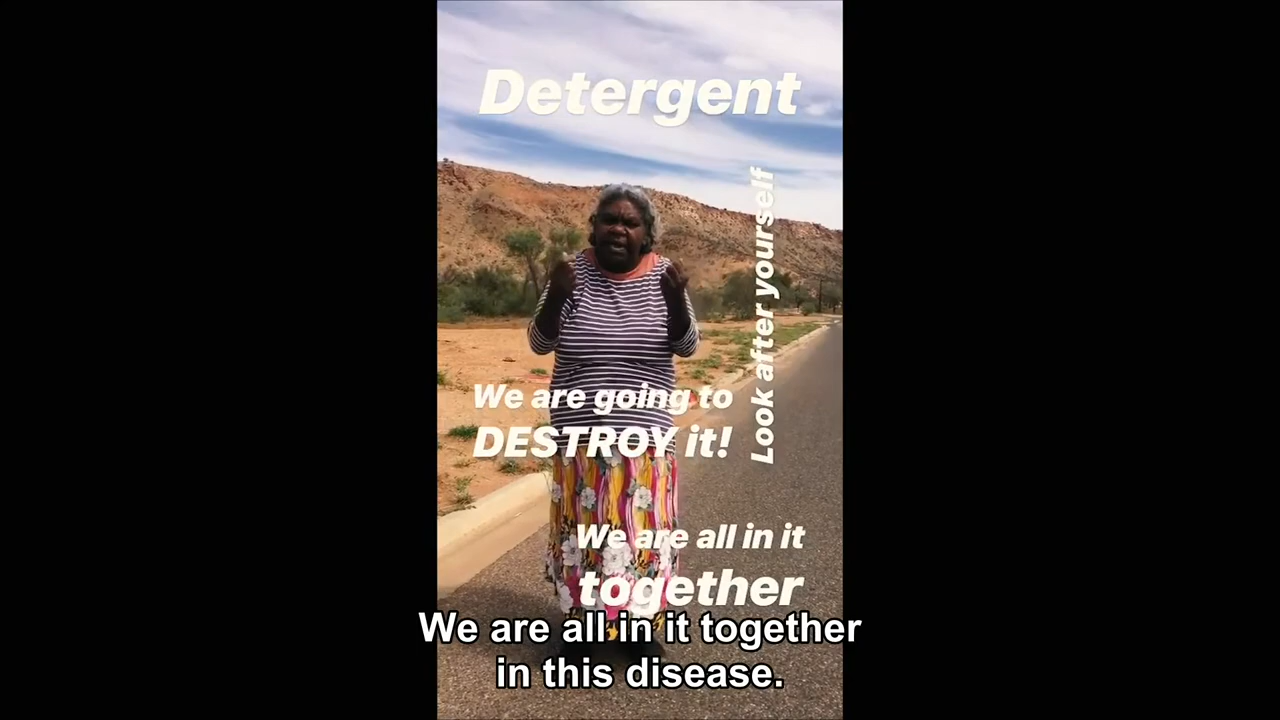 Detergent
Look after yourself
We are going to
DESTROY it!
We are all in it
together
We are all in it together
in this disease.